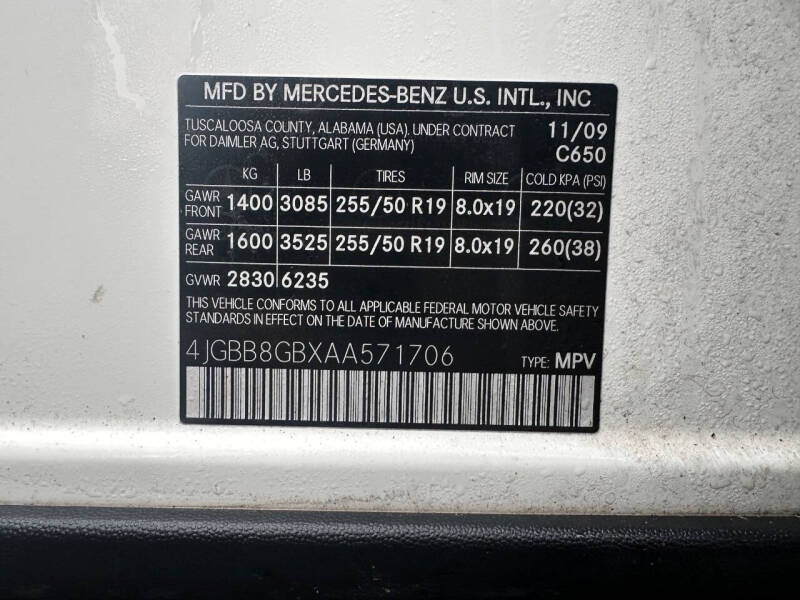 MFD BY MERCEDES-BENZ U.S. INTL., INC
TUSCALOOSA COUNTY, ALABAMA (USA). UNDER CONTRACT 11/09
FOR DAIMLER AG, STUTTGART (GERMANY) C650
KG LB TIRES RIM SIZE COLD KPA (PSI)
GAWR FRONT 1400 3085 255/50 R19 8.0x19 220(32)
GAWR REAR 1600 3525 255/50 R19 8.0x19 260(38)
GVWR 2830 6235
THIS VEHICLE CONFORMS TO ALL APPLICABLE FEDERAL MOTOR VEHICLE SAFETY
STANDARDS IN EFFECT ON THE DATE OF MANUFACTURE SHOWN ABOVE.
4JGBB8GBXAA571706 TYPE: MPV